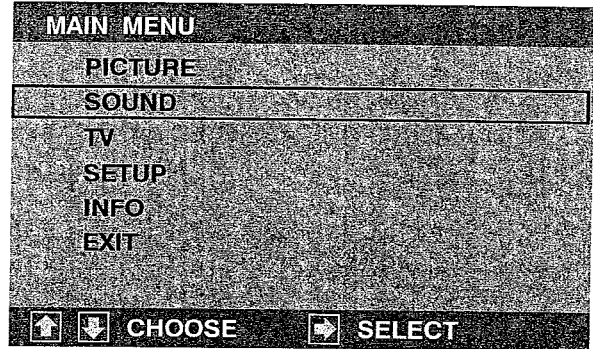 MAIN MENU
PICTURE
SOUND
TV
SETUP
INFO
EXIT
CHOOSE SELECT